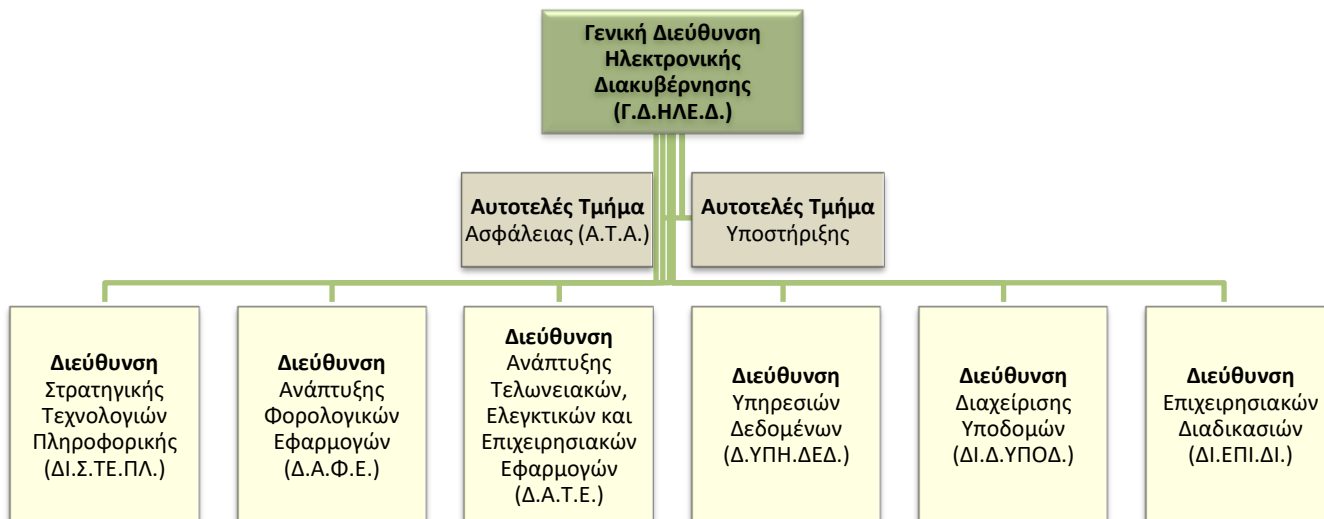 Γενική Διεύθυνση
Ηλεκτρονικής
Διακυβέρνησης
(Γ.Δ.ΗΛΕ.Δ.)
Αυτοτελές Τμήμα
Ασφάλειας (Α.Τ.Α.)
Αυτοτελές Τμήμα
Υποστήριξης
Διεύθυνση
Στρατηγικής
Τεχνολογιών
Πληροφορικής
(ΔΙ.Σ.ΤΕ.ΠΛ.)
Διεύθυνση
Ανάπτυξης
Φορολογικών
Εφαρμογών
(Δ.Α.Φ.Ε.)
Διεύθυνση
Ανάπτυξης
Τελωνειακών,
Ελεγκτικών και
Επιχειρησιακών
Εφαρμογών
(Δ.Α.Τ.Ε.)
Διεύθυνση
Υπηρεσιών
Δεδομένων
(Δ.ΥΠΗ.ΔΕΔ.)
Διεύθυνση
Διαχείρισης
Υποδομών
(ΔΙ.Δ.ΥΠΟΔ.)
Διεύθυνση
Επιχειρησιακών
Διαδικασιών
(ΔΙ.ΕΠΙ.ΔΙ.)